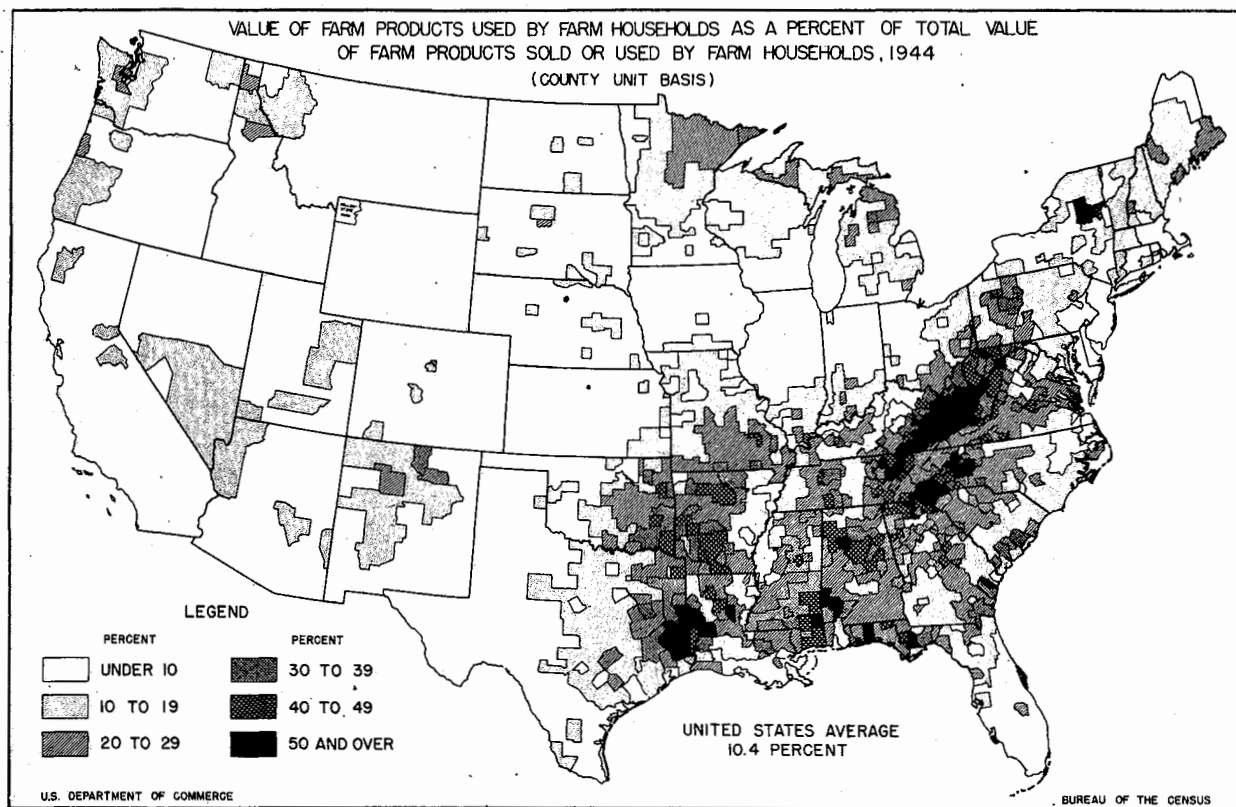 VALUE OF FARM PRODUCTS USED BY FARM HOUSEHOLDS AS A PERCENT OF TOTAL VALUE
OF FARM PRODUCTS SOLD OR USED BY FARM HOUSEHOLDS, 1944
(COUNTY UNIT BASIS)
LEGEND
PERCENT
UNDER 10
10 TO 19
20 TO 29
PERCENT
30 TO 39
40 TO 49
50 AND OVER
UNITED STATES AVERAGE
10.4 PERCENT
U.S. DEPARTMENT OF COMMERCE
BUREAU OF THE CENSUS